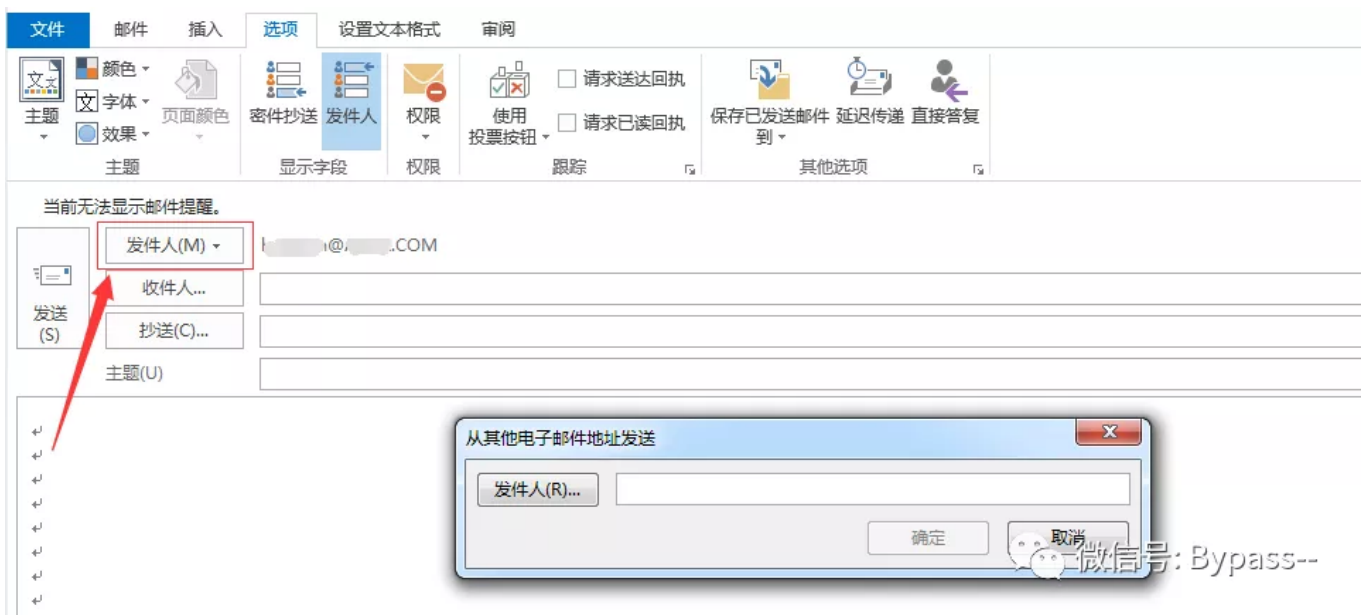 文件 邮件 插入 选项 设置文本格式 审阅
主题 颜色 字体 效果 页面颜色 密件抄送 发件人 权限 使用 投票按钮 请求送达回执 请求已读回执 保存已发送邮件到 延迟传递 直接答复
主题 显示字段 权限 跟踪 其他选项
当前无法显示邮件提醒。
发件人(M) @ .COM
收件人...
发送
(S)
抄送(C)...
主题(U)
从其他电子邮件地址发送
发件人(R)...
确定 取消
微信号: Bypass--